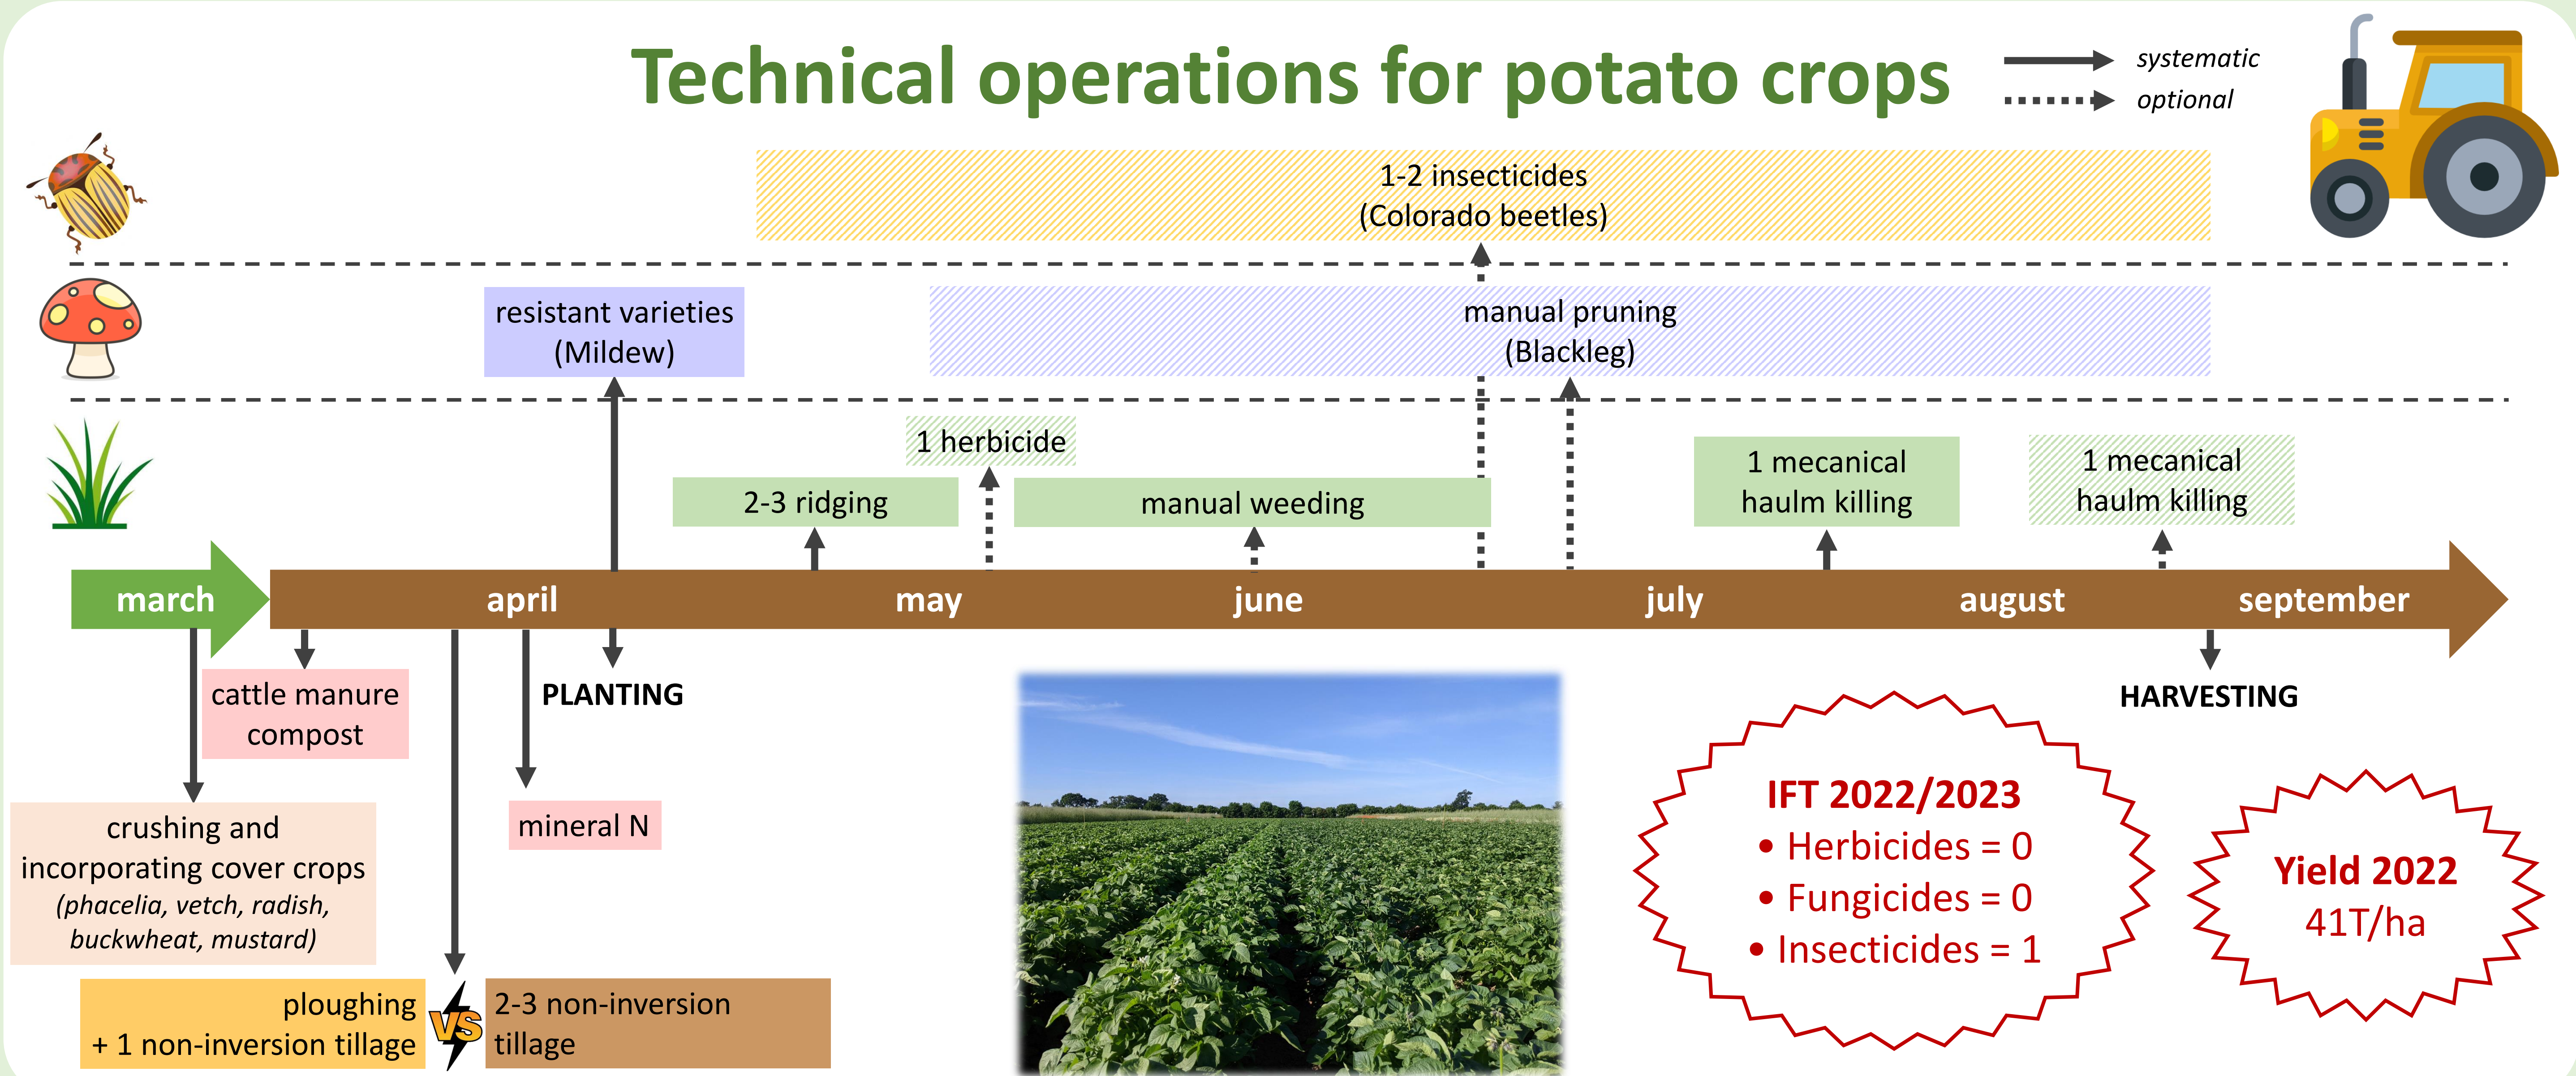 Technical operations for potato crops
systematic
optional
1-2 insecticides
(Colorado beetles)
resistant varieties
(Mildew)
manual pruning
(Blackleg)
1 herbicide
2-3 ridging
manual weeding
1 mecanical
haulm killing
1 mecanical
haulm killing
march
april
may
june
july
august
september
cattle manure
compost
PLANTING
HARVESTING
crushing and
incorporating cover crops
(phacelia, vetch, radish,
buckwheat, mustard)
mineral N
ploughing
+ 1 non-inversion tillage
VS
2-3 non-inversion
tillage
IFT 2022/2023
• Herbicides = 0
• Fungicides = 0
• Insecticides = 1
Yield 2022
41T/ha